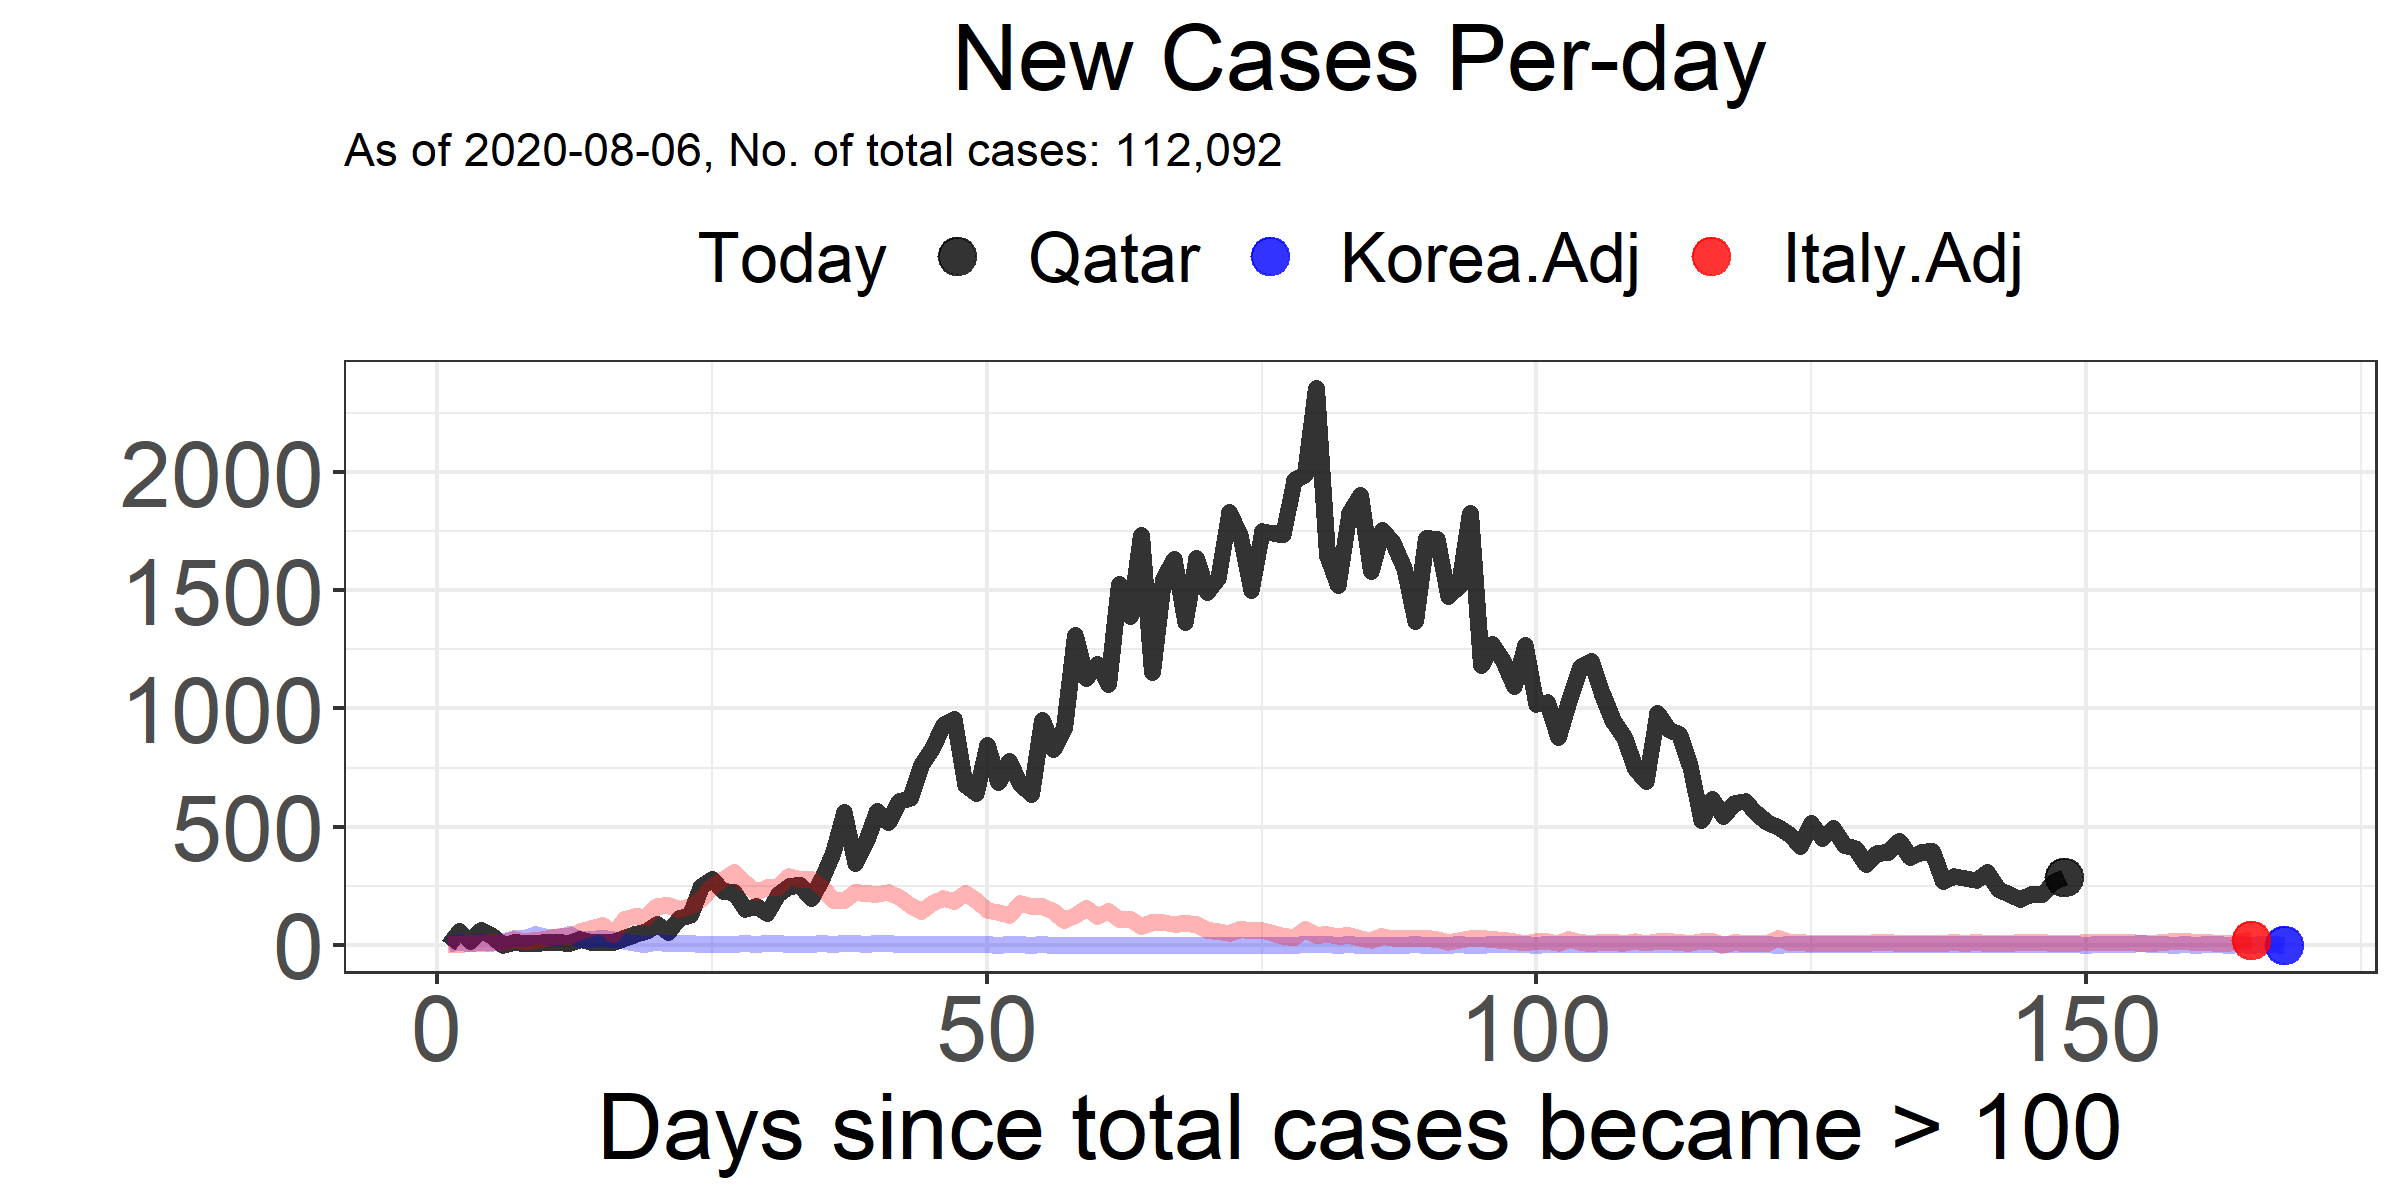 New Cases Per-day
As of 2020-08-06, No. of total cases: 112,092
Today Qatar Korea.Adj Italy.Adj
2000
1500
1000
500
0
0 50 100 150
Days since total cases became > 100